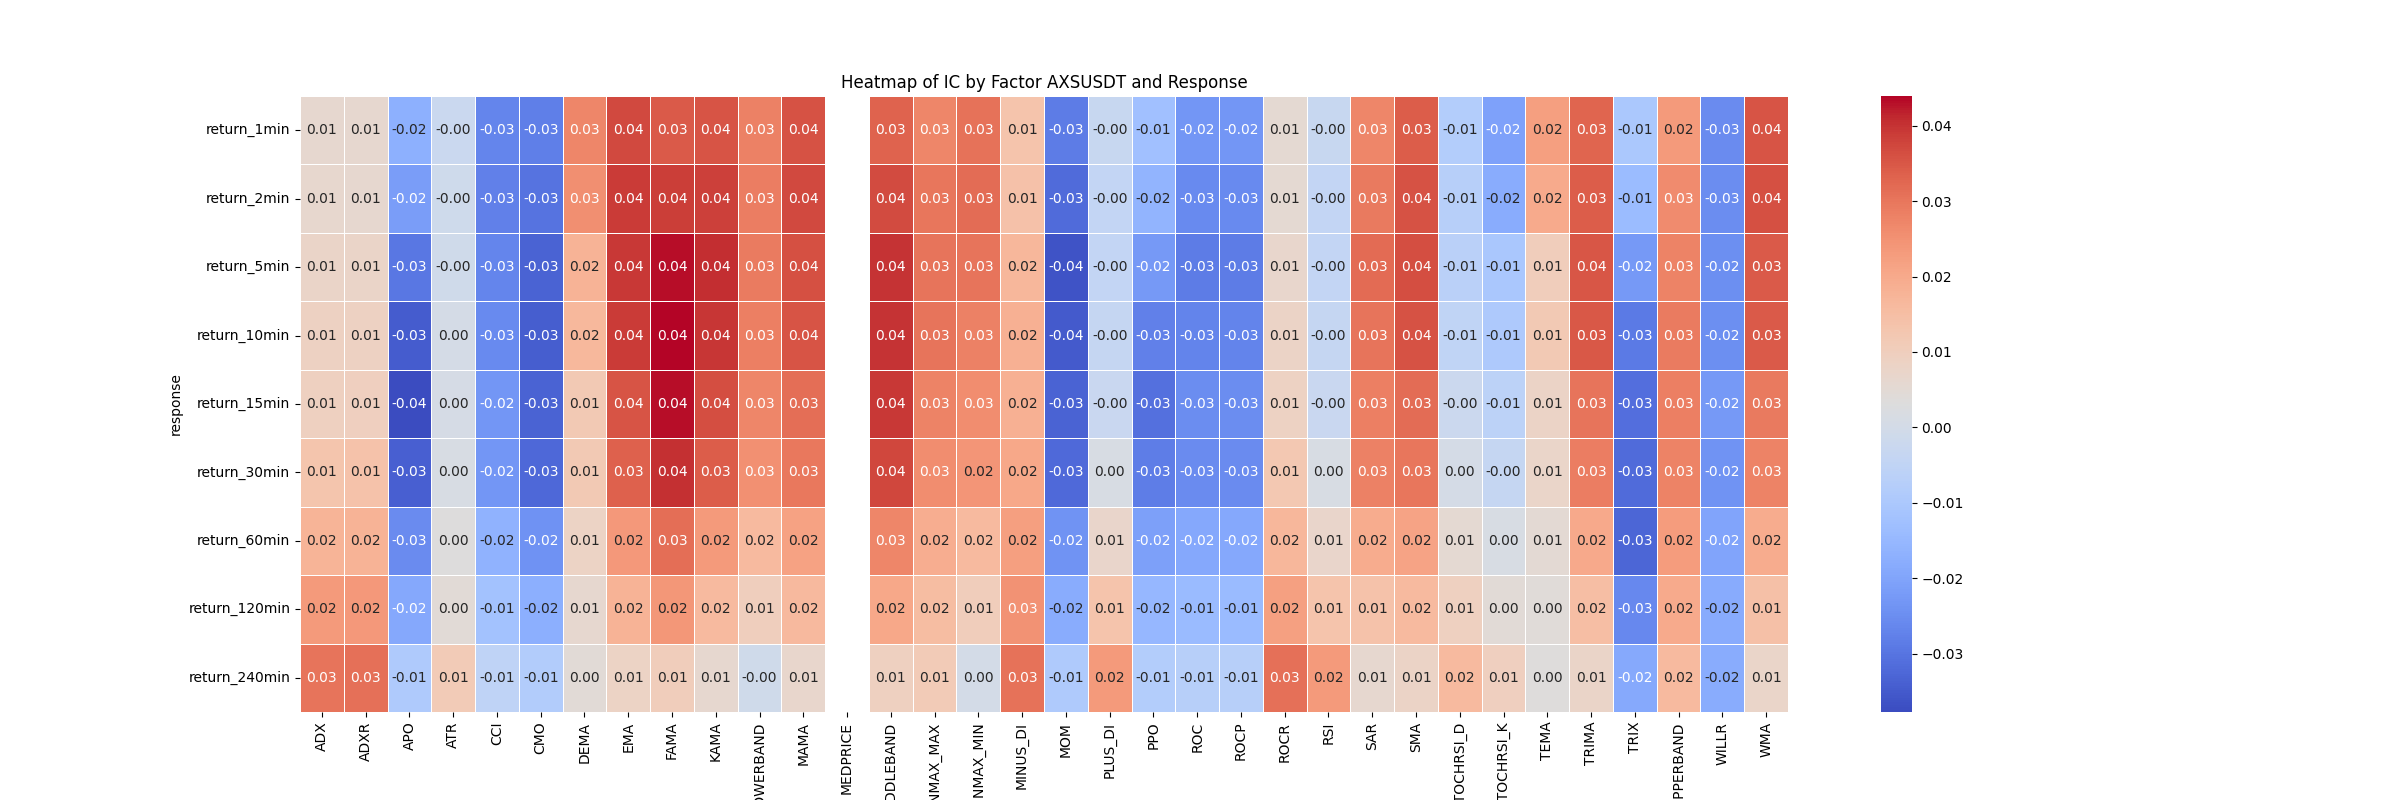 Heatmap of IC by Factor AXSUSDT and Response
return_1min 0.01 0.01 -0.02 -0.00 -0.03 -0.03 0.03 0.04 0.03 0.04 0.03 0.04 0.03 0.03 0.03 0.01 -0.03 -0.00 -0.01 -0.02 -0.02 0.01 -0.00 0.03 0.03 -0.01 -0.02 0.02 0.03 -0.01 0.02 -0.03 0.04
return_2min 0.01 0.01 -0.02 -0.00 -0.03 -0.03 0.03 0.04 0.04 0.04 0.03 0.04 0.04 0.03 0.03 0.01 -0.03 -0.00 -0.02 -0.03 -0.03 0.01 -0.00 0.03 0.04 -0.01 -0.02 0.02 0.03 -0.01 0.03 -0.03 0.04
return_5min 0.01 0.01 -0.03 -0.00 -0.03 -0.03 0.02 0.04 0.04 0.04 0.03 0.04 0.04 0.03 0.03 0.02 -0.04 -0.00 -0.02 -0.03 -0.03 0.01 -0.00 0.03 0.04 -0.01 -0.01 0.01 0.04 -0.02 0.03 -0.02 0.03
return_10min 0.01 0.01 -0.03 0.00 -0.03 -0.03 0.02 0.04 0.04 0.04 0.03 0.04 0.04 0.03 0.03 0.02 -0.04 -0.00 -0.03 -0.03 -0.03 0.01 -0.00 0.03 0.04 -0.01 -0.01 0.01 0.03 -0.03 0.03 -0.02 0.03
return_15min 0.01 0.01 -0.04 0.00 -0.02 -0.03 0.01 0.04 0.04 0.04 0.03 0.03 0.04 0.03 0.03 0.02 -0.03 -0.00 -0.03 -0.03 -0.03 0.01 -0.00 0.03 0.03 -0.00 -0.01 0.01 0.03 -0.03 0.03 -0.02 0.03
return_30min 0.01 0.01 -0.03 0.00 -0.02 -0.03 0.01 0.03 0.04 0.03 0.03 0.03 0.04 0.03 0.02 0.02 -0.03 0.00 -0.03 -0.03 -0.03 0.01 0.00 0.03 0.03 0.00 -0.00 0.01 0.03 -0.03 0.03 -0.02 0.03
return_60min 0.02 0.02 -0.03 0.00 -0.02 -0.02 0.01 0.02 0.03 0.02 0.02 0.02 0.03 0.02 0.02 0.02 -0.02 0.01 -0.02 -0.02 -0.02 0.02 0.01 0.02 0.02 0.01 0.00 0.01 0.02 -0.03 0.02 -0.02 0.02
return_120min 0.02 0.02 -0.02 0.00 -0.01 -0.02 0.01 0.02 0.02 0.02 0.01 0.02 0.02 0.02 0.01 0.03 -0.02 0.01 -0.02 -0.01 -0.01 0.02 0.01 0.01 0.02 0.01 0.00 0.00 0.02 -0.03 0.02 -0.02 0.01
return_240min 0.03 0.03 -0.01 0.01 -0.01 -0.01 0.00 0.01 0.01 0.01 -0.00 0.01 0.01 0.01 0.00 0.03 -0.01 0.02 -0.01 -0.01 -0.01 0.03 0.02 0.01 0.01 0.02 0.01 0.00 0.01 -0.02 0.02 -0.02 0.01
response
ADX
ADXR
APO
ATR
CCI
CMO
DEMA
EMA
FAMA
KAMA
OWERBAND
MAMA
MEDPRICE
DDLEBAND
NMAX_MAX
NMAX_MIN
MINUS_DI
MOM
PLUS_DI
PPO
ROC
ROCP
ROCR
RSI
SAR
SMA
TOCHRSI_D
TOCHRSI_K
TEMA
TRIMA
TRIX
PPERBAND
WILLR
WMA
0.04
0.03
0.02
0.01
0.00
−0.01
−0.02
−0.03